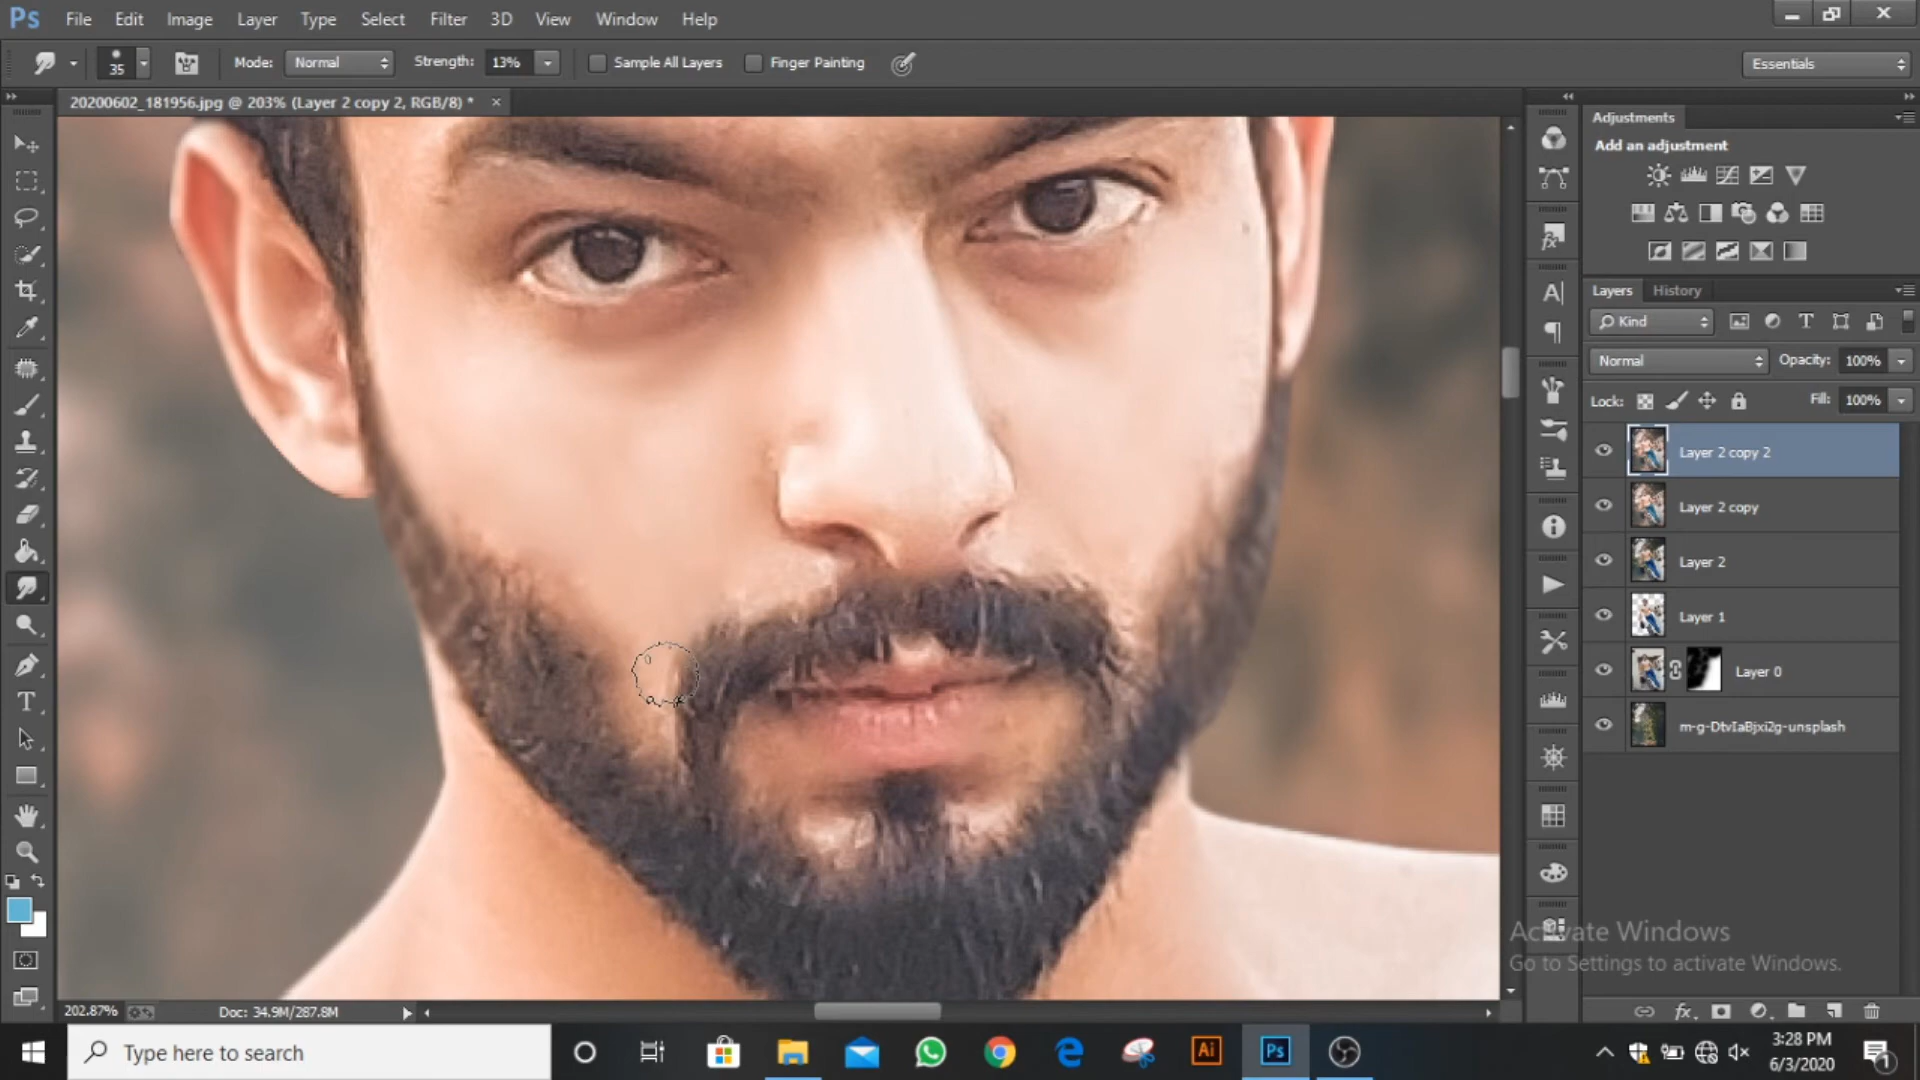 Ps File Edit Image Layer Type Select Filter 3D View Window Help
35 Mode: Normal Strength: 13% Sample All Layers Finger Painting Essentials
20200602_181956.jpg @ 203% (Layer 2 copy 2, RGB/8) * ×
Adjustments
Add an adjustment
Layers History
Kind
Normal Opacity: 100%
Lock: Fill: 100%
Layer 2 copy 2
Layer 2 copy
Layer 2
Layer 1
Layer 0
m-g-DtvIaBjxi2g-unsplash
Activate Windows
Go to Settings to activate Windows.
202.87% Doc: 34.9M/287.8M
Type here to search
Ai Ps
3:28 PM
6/3/2020
1